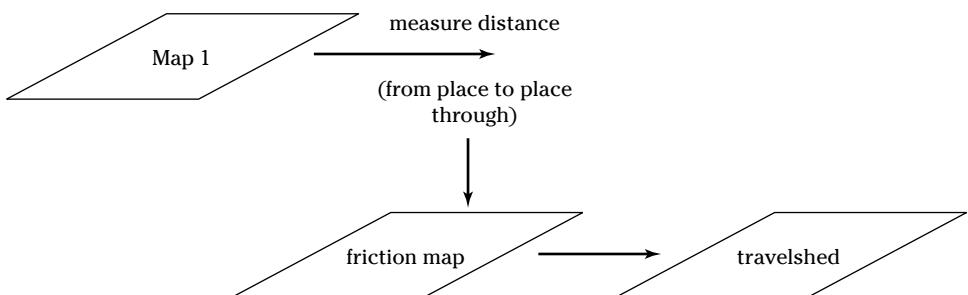 measure distance
Map 1
(from place to place
through)
friction map
travelshed